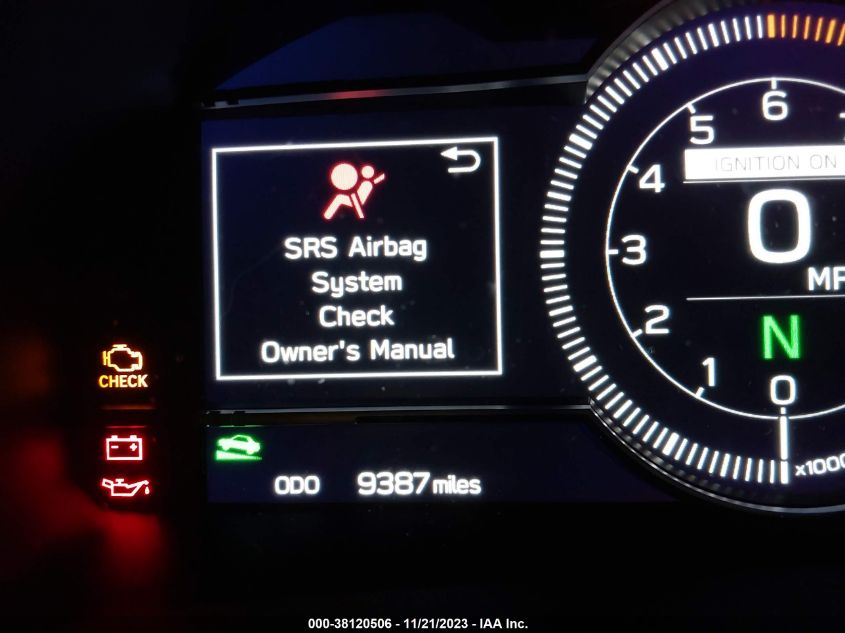 SRS Airbag
System
Check
Owner's Manual
CHECK
ODO 9387 miles
6
5
4
3
2
1
0
IGNITION ON
0
N
x1000
000-38120506 - 11/21/2023 - IAA Inc.